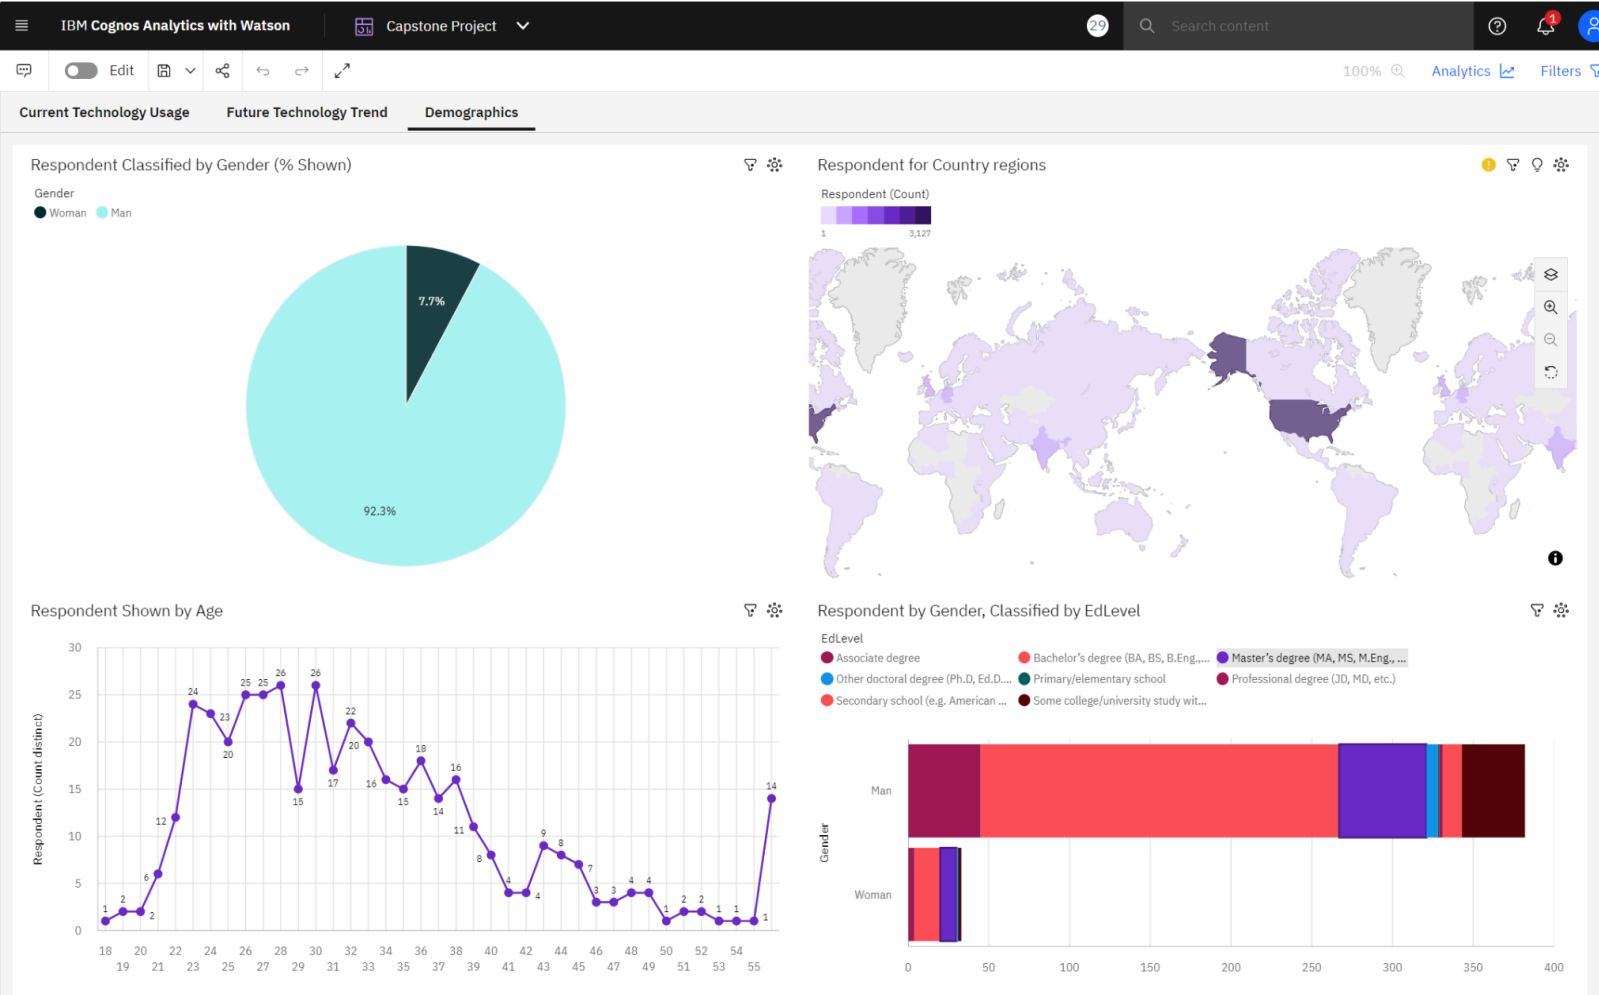 IBM Cognos Analytics with Watson
Capstone Project
29
Search content
1
Edit
100%
Analytics
Filters
Current Technology Usage
Future Technology Trend
Demographics
Respondent Classified by Gender (% Shown)
Gender
Woman
Man
7.7%
92.3%
Respondent for Country regions
Respondent (Count)
1
3,127
Respondent Shown by Age
Respondent (Count distinct)
30
25
20
15
10
5
0
1
2
2
6
12
24
23
20
25
25
26
15
26
17
22
20
16
15
18
14
16
11
8
4
4
9
8
7
3
3
4
4
1
2
2
1
1
1
14
18 20 22 24 26 28 30 32 34 36 38 40 42 44 46 48 50 52 54
19 21 23 25 27 29 31 33 35 37 39 41 43 45 47 49 51 53 55
Respondent by Gender, Classified by EdLevel
EdLevel
Associate degree
Bachelor's degree (BA, BS, B.Eng.,...
Master's degree (MA, MS, M.Eng., ...
Other doctoral degree (Ph.D, Ed.D....
Primary/elementary school
Professional degree (JD, MD, etc.)
Secondary school (e.g. American ...
Some college/university study wit...
Gender
Man
Woman
0 50 100 150 200 250 300 350 400